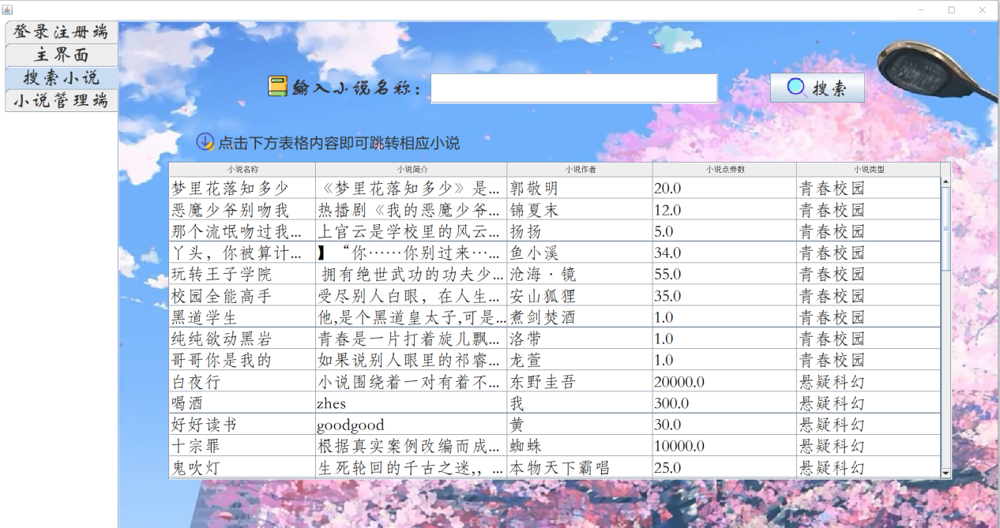 登录注册端
主界面
搜索小说
小说管理端
输入小说名称:
搜索
点击下方表格内容即可跳转相应小说
小说名称 小说简介 小说作者 小说点券数 小说类型
梦里花落知多少 《梦里花落知多少》是... 郭敬明 20.0 青春校园
恶魔少爷别吻我 热播剧《我的恶魔少爷... 锦夏末 12.0 青春校园
那个流氓吻过我... 上官云是学校里的风云... 扬扬 5.0 青春校园
丫头，你被算计... 】“你……你别过来…... 鱼小溪 34.0 青春校园
玩转王子学院 拥有绝世武功的功夫少... 沧海·镜 55.0 青春校园
校园全能高手 受尽别人白眼，在人生... 安山狐狸 35.0 青春校园
黑道学生 他,是个黑道皇太子,可是... 煮剑焚酒 1.0 青春校园
纯纯欲动黑岩 青春是一片打着旋儿飘... 洛带 1.0 青春校园
哥哥你是我的 如果说别人眼里的祁睿... 龙萱 1.0 青春校园
白夜行 小说围绕着一对有着不... 东野圭吾 20000.0 悬疑科幻
喝酒 zhes 我 300.0 悬疑科幻
好好读书 goodgood 黄 30.0 悬疑科幻
十宗罪 根据真实案例改编而成... 蜘蛛 10000.0 悬疑科幻
鬼吹灯 生死轮回的千古之迷,, ... 本物天下霸唱 25.0 悬疑科幻